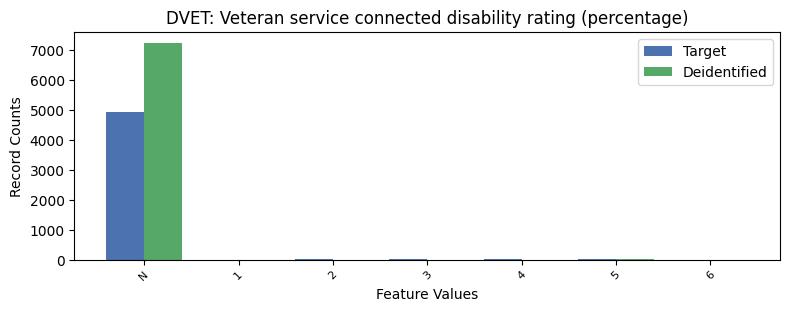 DVET: Veteran service connected disability rating (percentage)
Target
Deidentified
7000
6000
5000
4000
3000
2000
1000
0
Record Counts
N 1 2 3 4 5 6
Feature Values